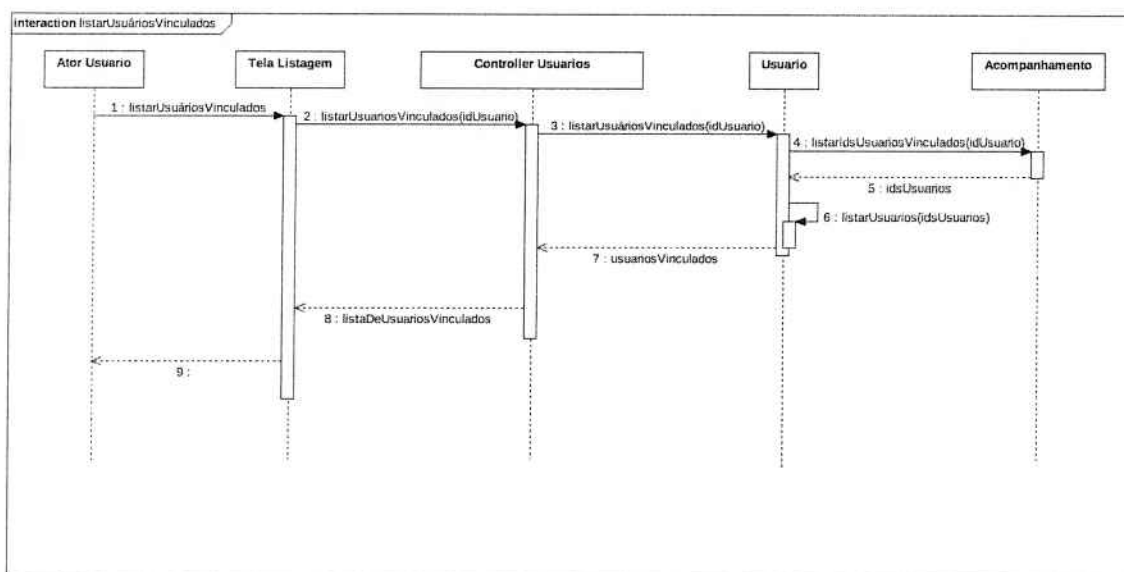 interaction listarUsuáriosVinculados
Ator Usuario
Tela Listagem
Controller Usuarios
Usuario
Acompanhamento
1 : listarUsuáriosVinculados
2 : listarUsuariosVinculados(idUsuario)
3 : listarUsuáriosVinculados(idUsuario)
4 : listarIdsUsuariosVinculados(idUsuario)
5 : idsUsuarios
6 : listarUsuarios(idsUsuarios)
7 : usuariosVinculados
8 : listaDeUsuariosVinculados
9 :